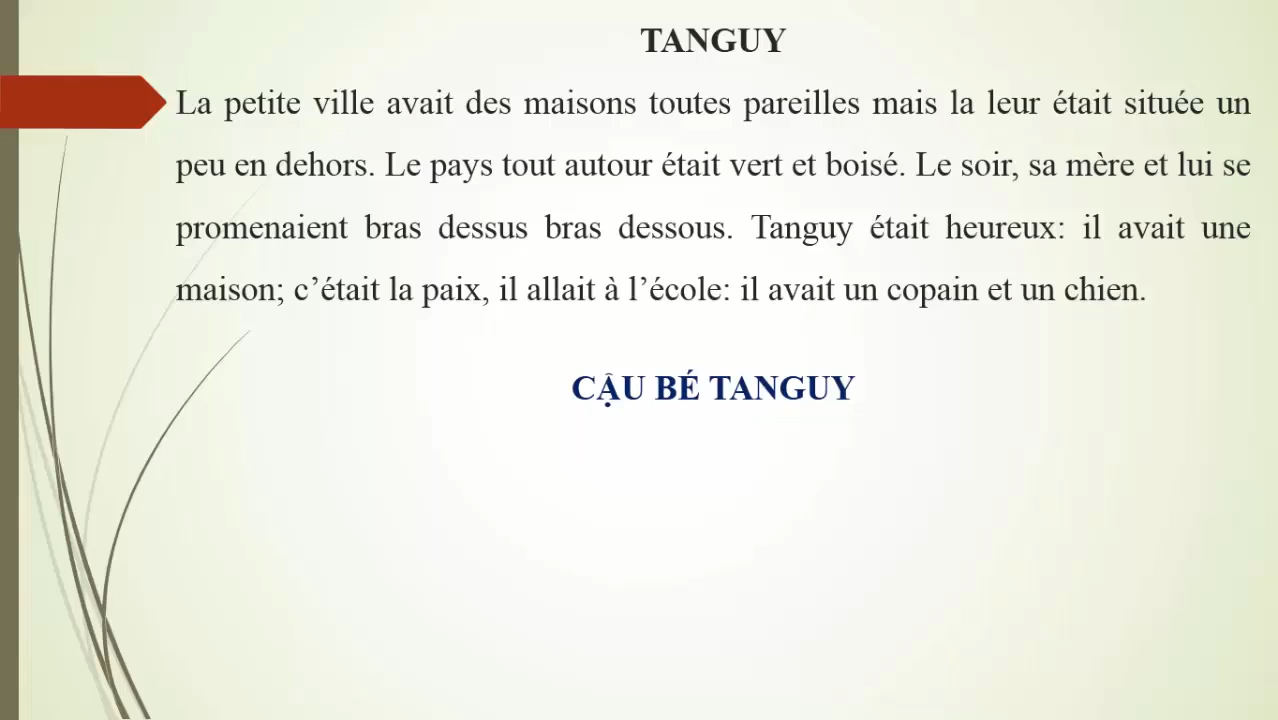 TANGUY
La petite ville avait des maisons toutes pareilles mais la leur était située un
peu en dehors. Le pays tout autour était vert et boisé. Le soir, sa mère et lui se
promenaient bras dessus bras dessous. Tanguy était heureux: il avait une
maison; c’était la paix, il allait à l’école: il avait un copain et un chien.
CẬU BÉ TANGUY